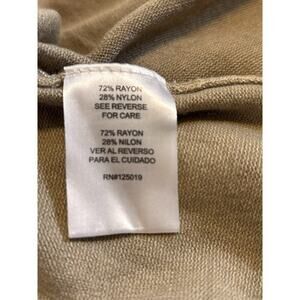 72% RAYON
28% NYLON
SEE REVERSE
FOR CARE
72% RAYON
28% NILON
VER AL REVERSO
PARA EL CUIDADO
RN#125019